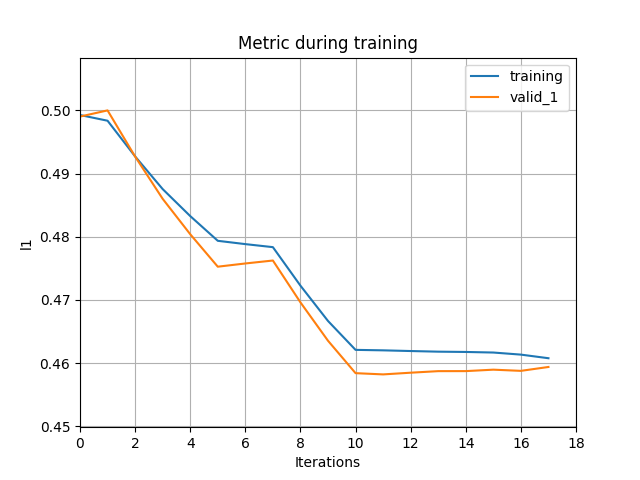 Metric during training
training
valid_1
0.50
0.49
0.48
0.47
0.46
0.45
l1
0 2 4 6 8 10 12 14 16 18
Iterations